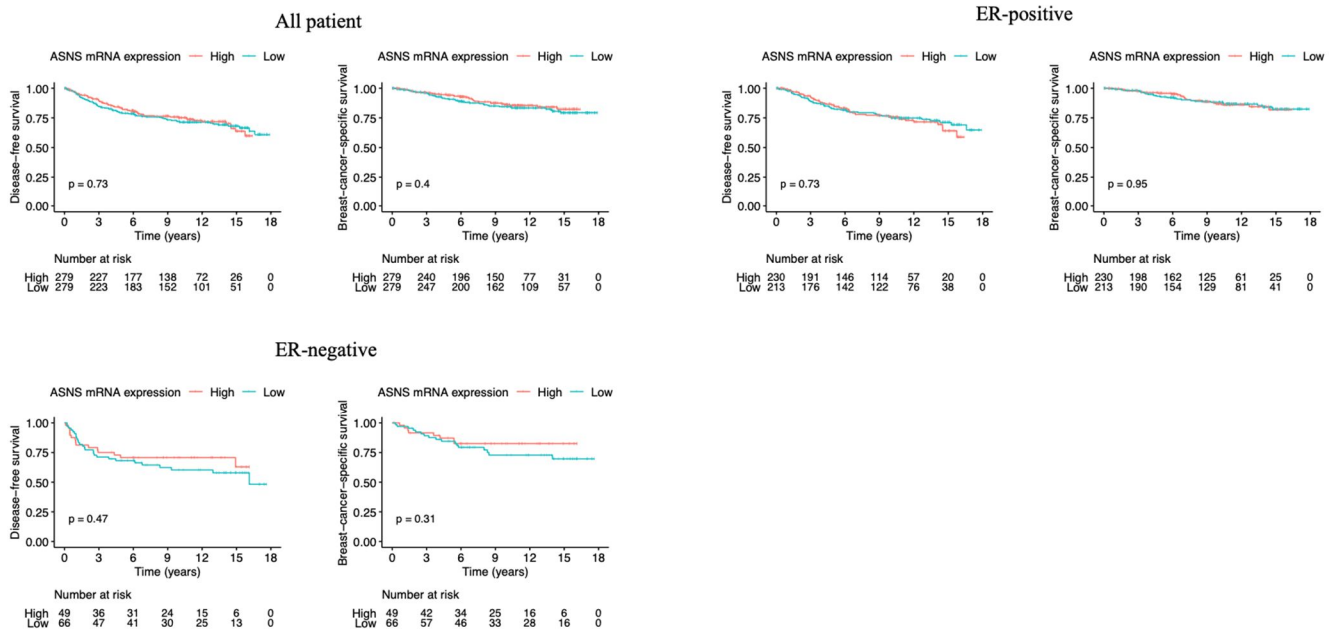 All patient
ASNS mRNA expression High Low
Disease-free survival
1.00
0.75
0.50
0.25
0.00
p = 0.73
0 3 6 9 12 15 18
Time (years)
Number at risk
High 279 227 177 138 72 26 0
Low 279 223 183 152 101 51 0
ASNS mRNA expression High Low
Breast-cancer-specific survival
1.00
0.75
0.50
0.25
0.00
p = 0.4
0 3 6 9 12 15 18
Time (years)
Number at risk
High 279 240 196 150 77 31 0
Low 279 247 200 162 109 57 0
ER-positive
ASNS mRNA expression High Low
Disease-free survival
1.00
0.75
0.50
0.25
0.00
p = 0.73
0 3 6 9 12 15 18
Time (years)
Number at risk
High 230 191 146 114 57 20 0
Low 213 176 142 122 76 38 0
ASNS mRNA expression High Low
Breast-cancer-specific survival
1.00
0.75
0.50
0.25
0.00
p = 0.95
0 3 6 9 12 15 18
Time (years)
Number at risk
High 230 198 162 125 61 25 0
Low 213 190 154 129 81 41 0
ER-negative
ASNS mRNA expression High Low
Disease-free survival
1.00
0.75
0.50
0.25
0.00
p = 0.47
0 3 6 9 12 15 18
Time (years)
Number at risk
High 49 36 31 24 15 6 0
Low 66 47 41 30 25 13 0
ASNS mRNA expression High Low
Breast-cancer-specific survival
1.00
0.75
0.50
0.25
0.00
p = 0.31
0 3 6 9 12 15 18
Time (years)
Number at risk
High 49 42 34 25 16 6 0
Low 66 57 46 33 28 16 0